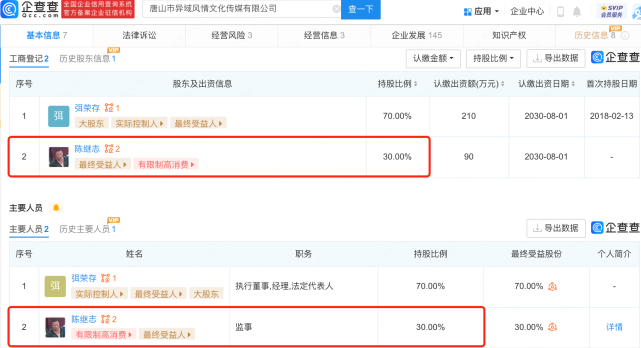 企查查 全国企业信用查询系统 唐山市异域风情文化传媒有限公司 查一下 应用 企业中心 SVIP
Qcc.com 官方备案企业征信机构 会员服务
基本信息 7 法律诉讼 经营风险 3 经营信息 3 企业发展 145 知识产权 历史信息 8
VIP
工商登记2 历史股东信息1 认缴金额 持股比例 导出数据 企查查
序号 股东及出资信息 持股比例 认缴出资额(万元) 认缴出资日期 首次持股日期
弭荣存 1
1 弭 70.00% 210 2030-08-01 2018-02-13
大股东 实际控制人 最终受益人
陈继志 2
2 30.00% 90 2030-08-01 -
最终受益人 有限制高消费
主要人员
VIP
主要人员2 历史主要人员1 导出数据 企查查
序号 姓名 职务 持股比例 最终受益股份 个人简介
弭荣存 1
1 弭 执行董事,经理,法定代表人 70.00% 70.00% -
实际控制人 最终受益人 大股东
陈继志 2
2 监事 30.00% 30.00% 详情
有限制高消费 最终受益人